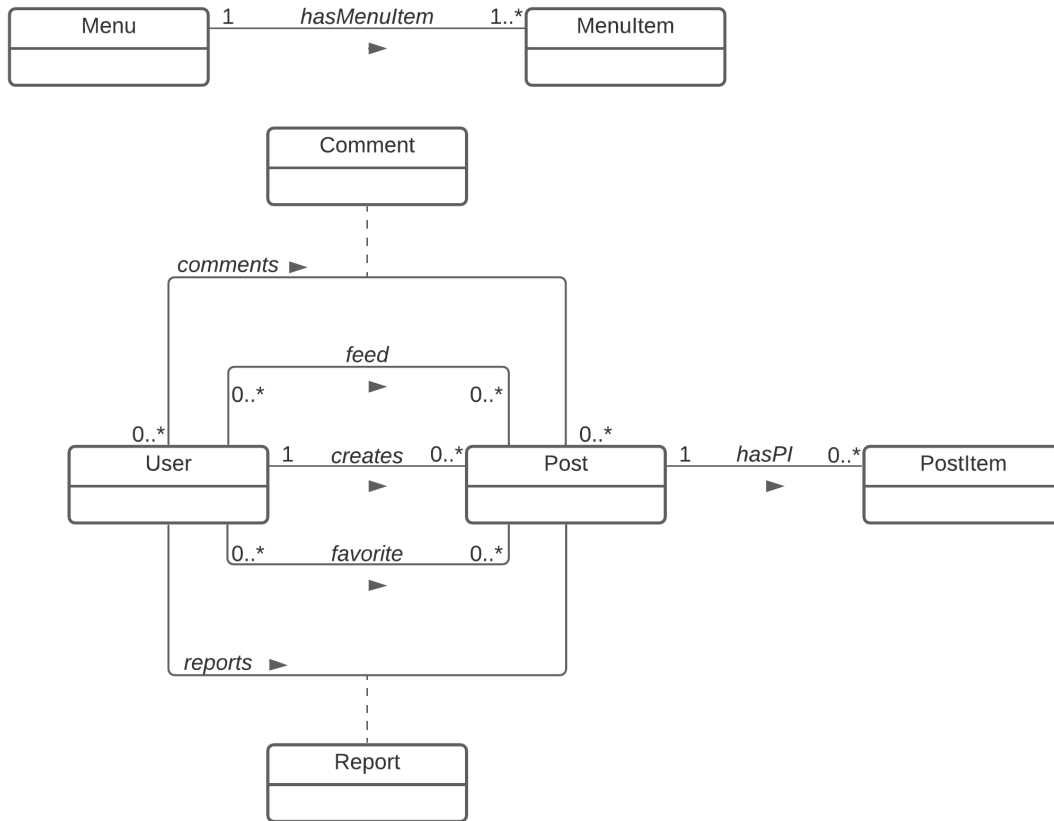 Menu
1
hasMenuItem
1..*
MenuItem
Comment
comments
feed
0..*
0..*
0..*
0..*
User
1
creates
0..*
Post
1
hasPI
0..*
PostItem
0..*
favorite
0..*
reports
Report